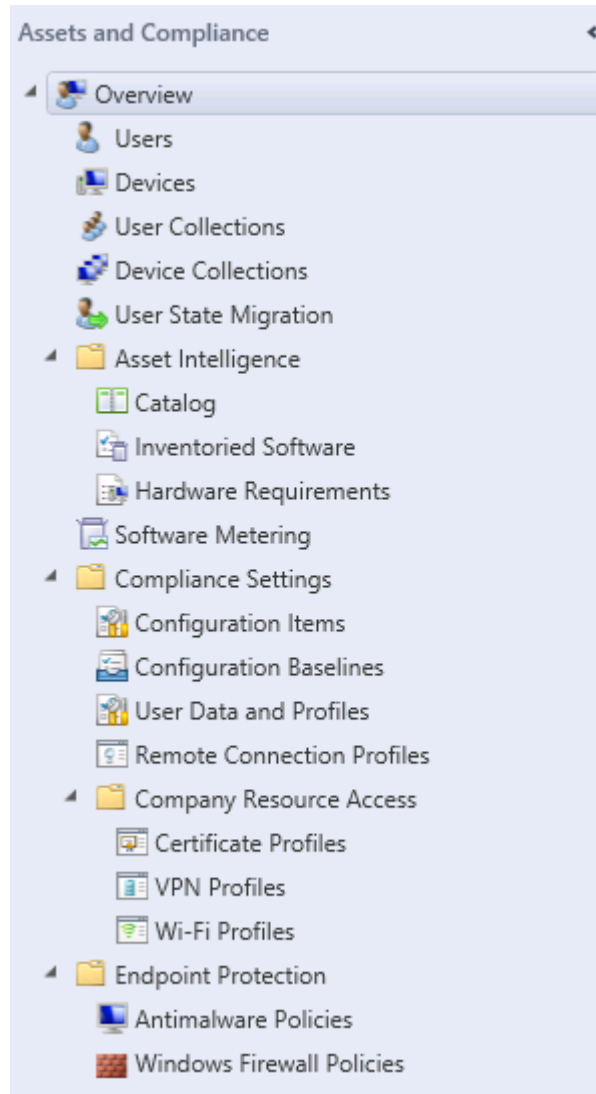 Assets and Compliance
Overview
Users
Devices
User Collections
Device Collections
User State Migration
Asset Intelligence
Catalog
Inventoried Software
Hardware Requirements
Software Metering
Compliance Settings
Configuration Items
Configuration Baselines
User Data and Profiles
Remote Connection Profiles
Company Resource Access
Certificate Profiles
VPN Profiles
Wi-Fi Profiles
Endpoint Protection
Antimalware Policies
Windows Firewall Policies